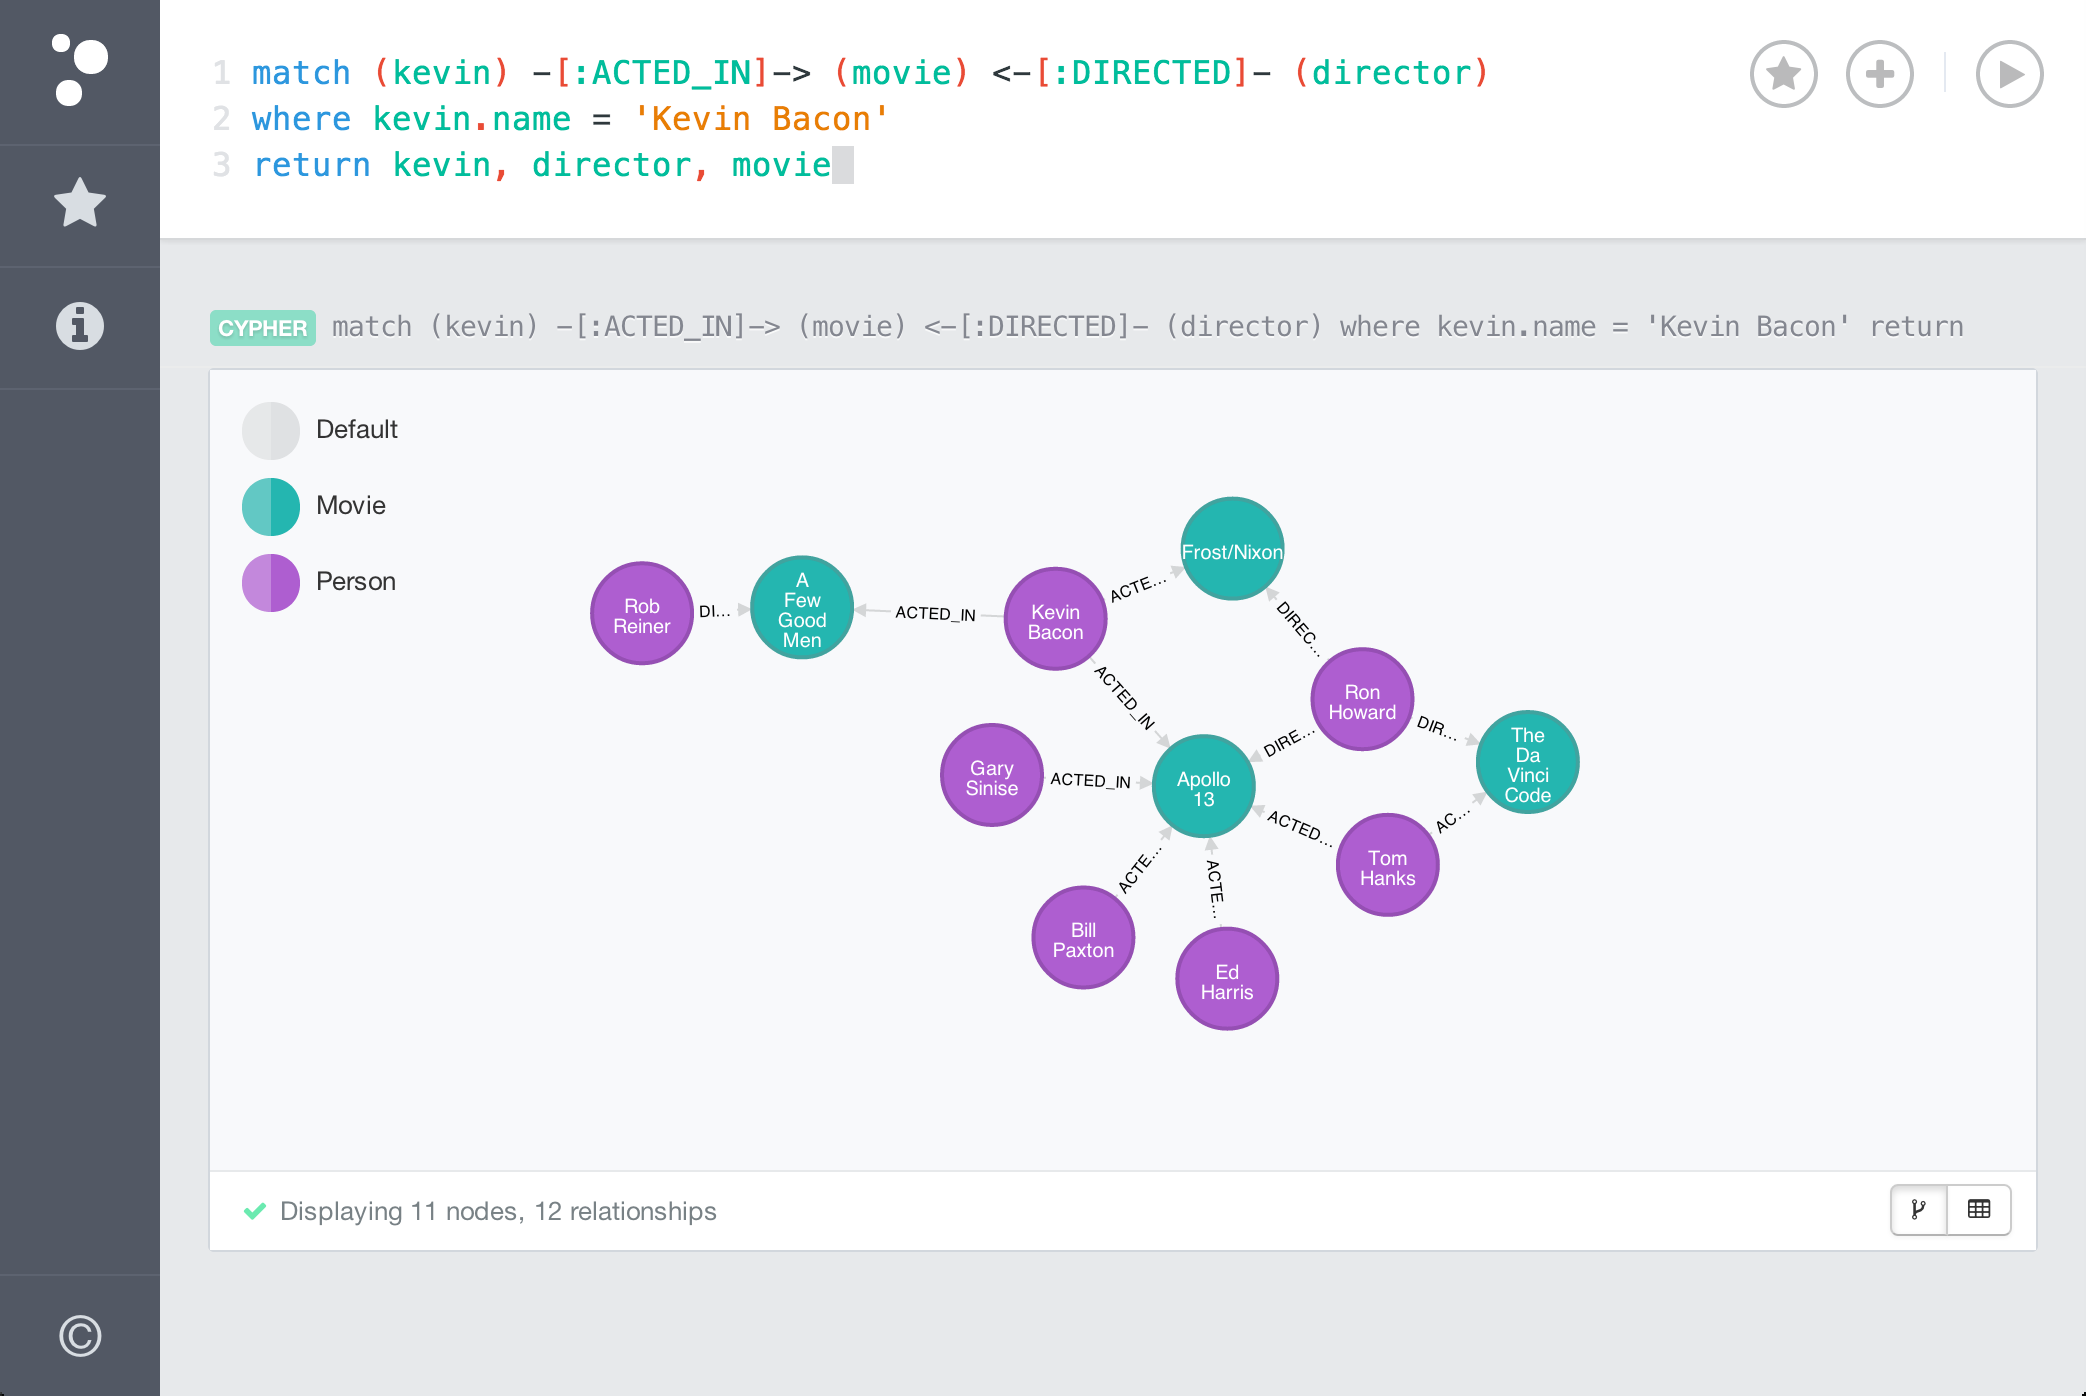 1 match (kevin) -[:ACTED_IN]-> (movie) <-[:DIRECTED]- (director)
2 where kevin.name = 'Kevin Bacon'
3 return kevin, director, movie
CYPHER match (kevin) -[:ACTED_IN]-> (movie) <-[:DIRECTED]- (director) where kevin.name = 'Kevin Bacon' return
Default
Movie
Person
Frost/Nixon
Rob
Reiner
DI...
A
Few
Good
Men
ACTED_IN
Kevin
Bacon
ACTE...
DIREC...
ACTED_IN
Ron
Howard
DIR...
DIRE...
The
Da
Vinci
Code
Gary
Sinise
ACTED_IN
Apollo
13
ACTED...
AC...
Tom
Hanks
ACTE...
ACTE...
Bill
Paxton
Ed
Harris
Displaying 11 nodes, 12 relationships
©